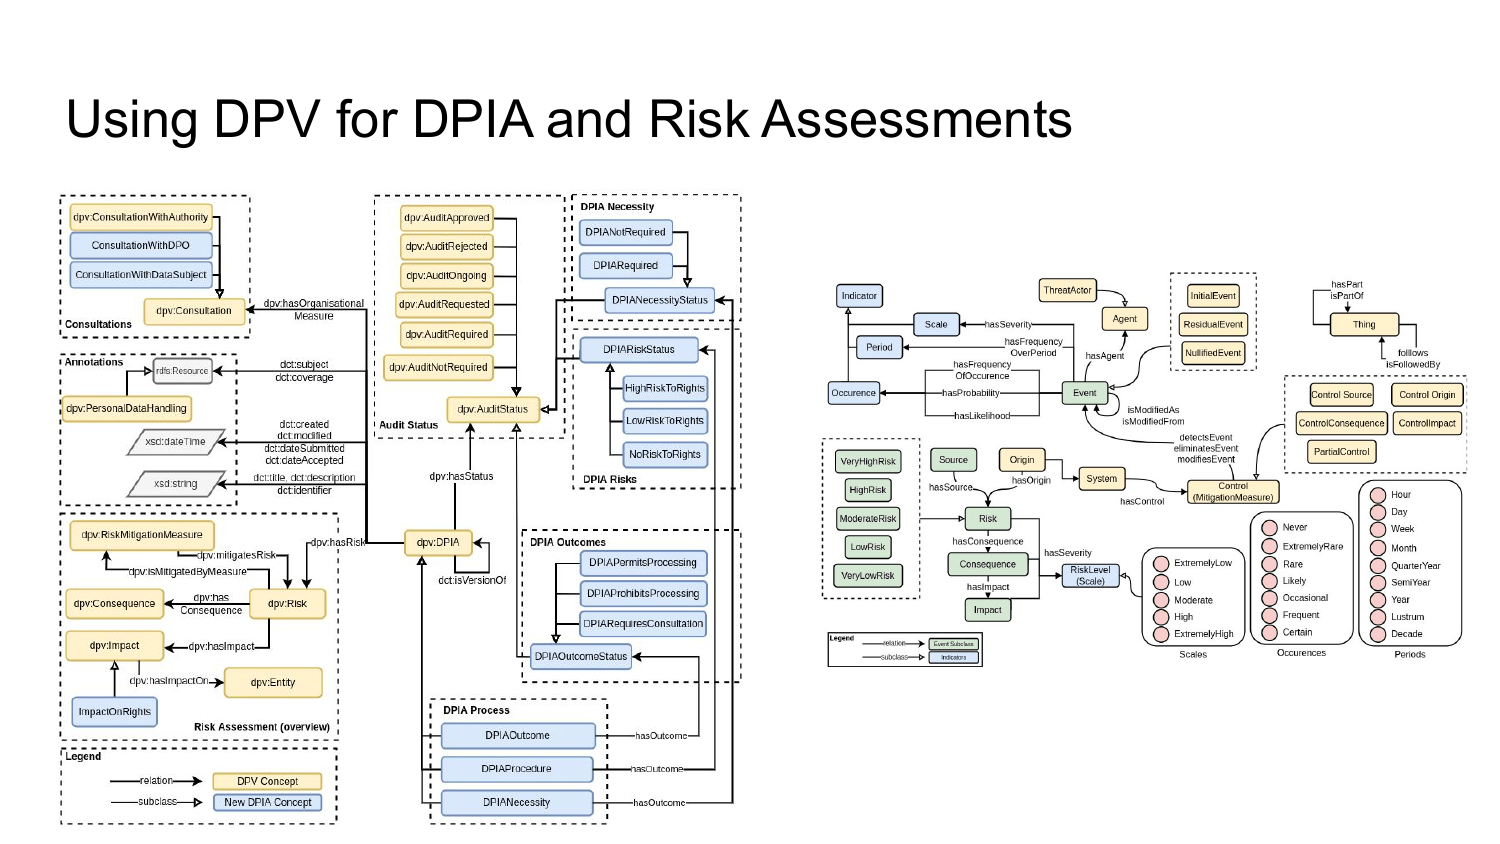 Using DPV for DPIA and Risk Assessments
dpv:ConsultationWithAuthority
ConsultationWithDPO
ConsultationWithDataSubject
dpv:Consultation
Consultations
dpv:hasOrganisational
Measure
Annotations
rdfs:Resource
dpv:PersonalDataHandling
xsd:dateTime
xsd:string
dct:subject
dct:coverage
dct:created
dct:modified
dct:dateSubmitted
dct:dateAccepted
dct:title, dct:description
dct:identifier
dpv:RiskMitigationMeasure
dpv:mitigatesRisk
dpv:isMitigatedByMeasure
dpv:hasRisk
dpv:Consequence
dpv:has
Consequence
dpv:Risk
dpv:Impact
dpv:hasImpact
dpv:hasImpactOn
dpv:Entity
ImpactOnRights
Risk Assessment (overview)
Legend
relation
DPV Concept
subclass
New DPIA Concept
dpv:AuditApproved
dpv:AuditRejected
dpv:AuditOngoing
dpv:AuditRequested
dpv:AuditRequired
dpv:AuditNotRequired
dpv:AuditStatus
Audit Status
dpv:hasStatus
dpv:DPIA
dct:isVersionOf
DPIA Necessity
DPIANotRequired
DPIARequired
DPIANecessityStatus
DPIARiskStatus
HighRiskToRights
LowRiskToRights
NoRiskToRights
DPIA Risks
DPIA Outcomes
DPIAPermitsProcessing
DPIAProhibitsProcessing
DPIARequiresConsultation
DPIAOutcomeStatus
DPIA Process
DPIAOutcome
hasOutcome
DPIAProcedure
hasOutcome
DPIANecessity
hasOutcome
Indicator
Scale
Period
Occurence
hasSeverity
hasFrequency
OverPeriod
hasFrequency
OfOccurence
hasProbability
hasLikelihood
ThreatActor
Agent
hasAgent
Event
isModifiedAs
isModifiedFrom
InitialEvent
ResidualEvent
NullifiedEvent
hasPart
isPartOf
Thing
folllows
isFollowedBy
Control Source
Control Origin
ControlConsequence
ControlImpact
PartialControl
detectsEvent
eliminatesEvent
modifiesEvent
VeryHighRisk
HighRisk
ModerateRisk
LowRisk
VeryLowRisk
Source
Origin
hasSource
hasOrigin
System
hasControl
Control
(MitigationMeasure)
Risk
hasConsequence
Consequence
hasImpact
Impact
hasSeverity
RiskLevel
(Scale)
ExtremelyLow
Low
Moderate
High
ExtremelyHigh
Scales
Never
ExtremelyRare
Rare
Likely
Occasional
Frequent
Certain
Occurences
Hour
Day
Week
Month
QuarterYear
SemiYear
Year
Lustrum
Decade
Periods
Legend
relation
Event Subclass
subclass
Indicators